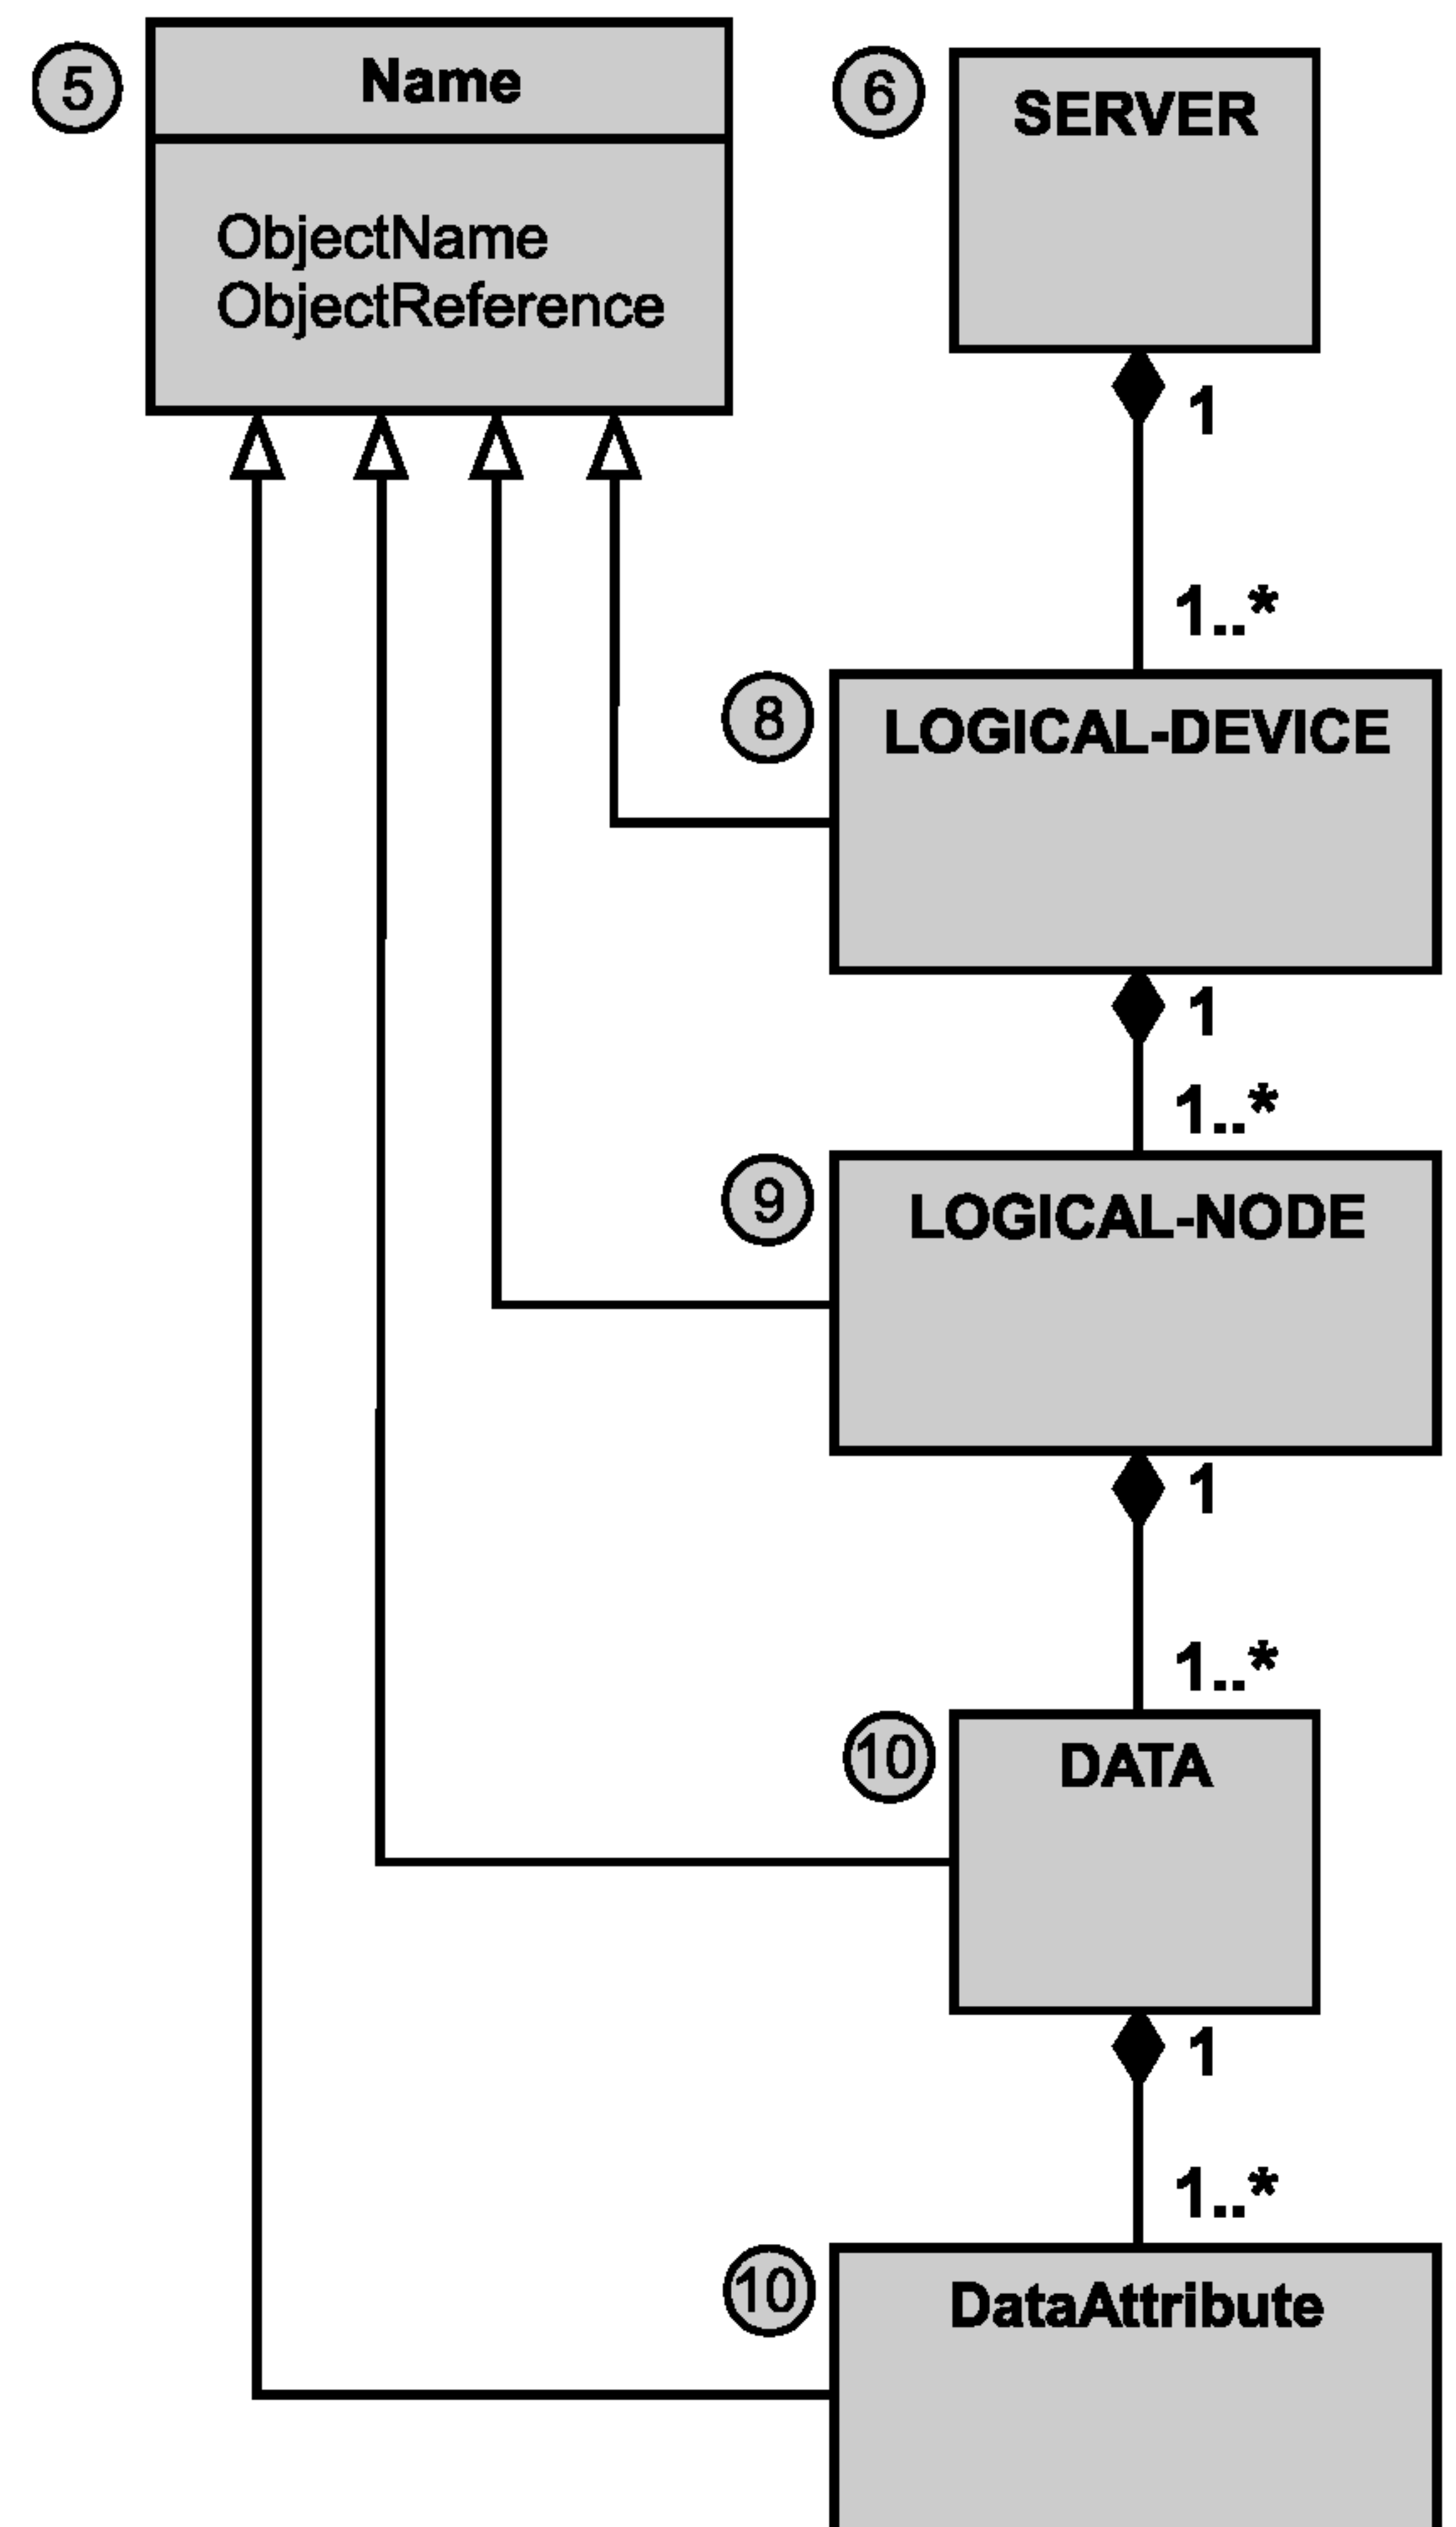 5
Name
6
SERVER
ObjectName
ObjectReference
1
1..*
8
LOGICAL-DEVICE
1
1..*
9
LOGICAL-NODE
1
1..*
10
DATA
1
1..*
10
DataAttribute